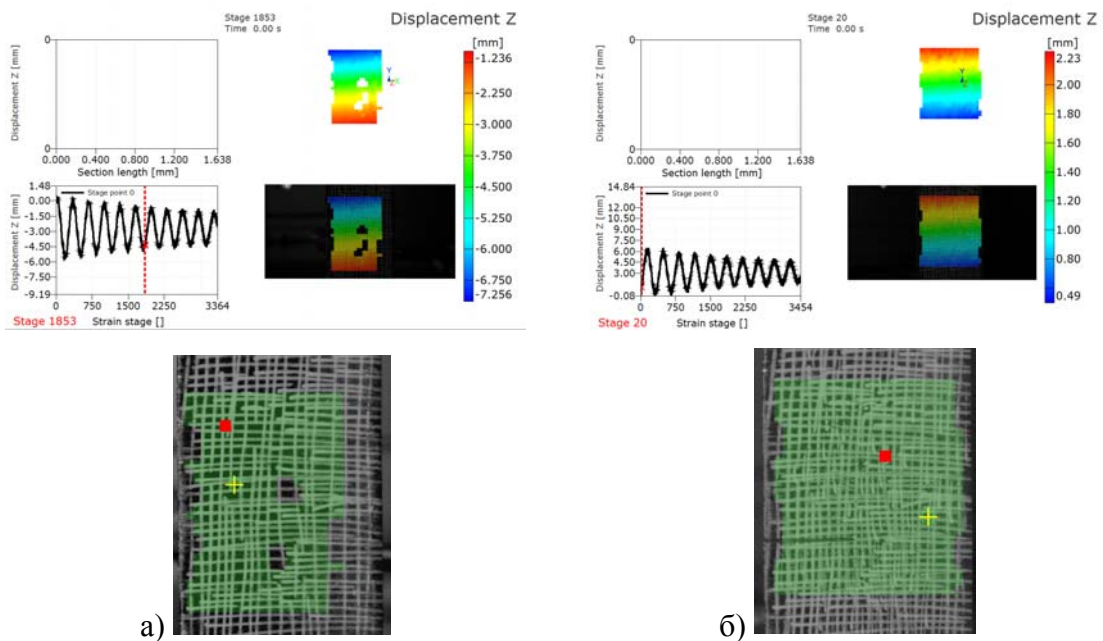 Stage 1853
Time 0.00 s
Displacement Z
[mm]
-1.236
-2.250
-3.000
-3.750
-4.500
-5.250
-6.000
-6.750
-7.256
Displacement Z [mm]
0
0
0.000 0.400 0.800 1.200 1.638
Section length [mm]
Y
X
Z
Displacement Z [mm]
1.48
0.00
-1.50
-3.00
-4.50
-6.00
-7.50
-9.19
Stage point 0
0 750 1500 2250 3364
Stage 1853
Strain stage []
Stage 20
Time 0.00 s
Displacement Z
[mm]
2.23
2.00
1.80
1.60
1.40
1.20
1.00
0.80
0.49
Displacement Z [mm]
0
0
0.000 0.400 0.800 1.200 1.638
Section length [mm]
Y
Displacement Z [mm]
14.84
12.00
10.50
9.00
7.50
6.00
4.50
3.00
-0.08
Stage point 0
0 750 1500 2250 3454
Stage 20
Strain stage []
а)
б)